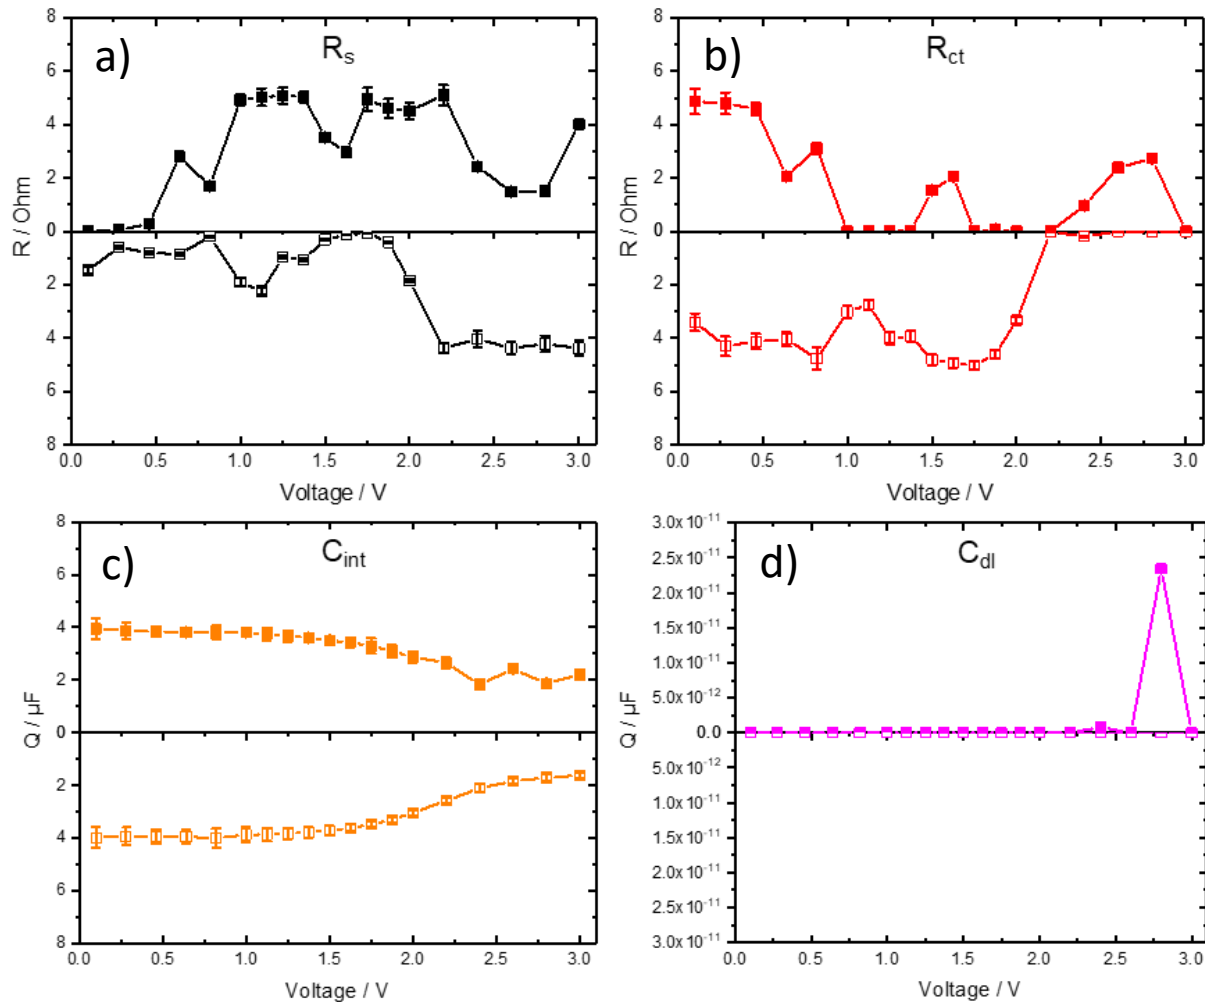 a)
R_s
8
6
4
2
0
2
4
6
8
R / Ohm
0.0 0.5 1.0 1.5 2.0 2.5 3.0
Voltage / V
b)
R_ct
8
6
4
2
0
2
4
6
8
R / Ohm
0.0 0.5 1.0 1.5 2.0 2.5 3.0
Voltage / V
c)
C_int
8
6
4
2
0
2
4
6
8
Q / µF
0.0 0.5 1.0 1.5 2.0 2.5 3.0
Voltage / V
d)
C_dl
3.0x10^-11
2.5x10^-11
2.0x10^-11
1.5x10^-11
1.0x10^-11
5.0x10^-12
0.0
5.0x10^-12
1.0x10^-11
1.5x10^-11
2.0x10^-11
2.5x10^-11
3.0x10^-11
Q / µF
0.0 0.5 1.0 1.5 2.0 2.5 3.0
Voltage / V